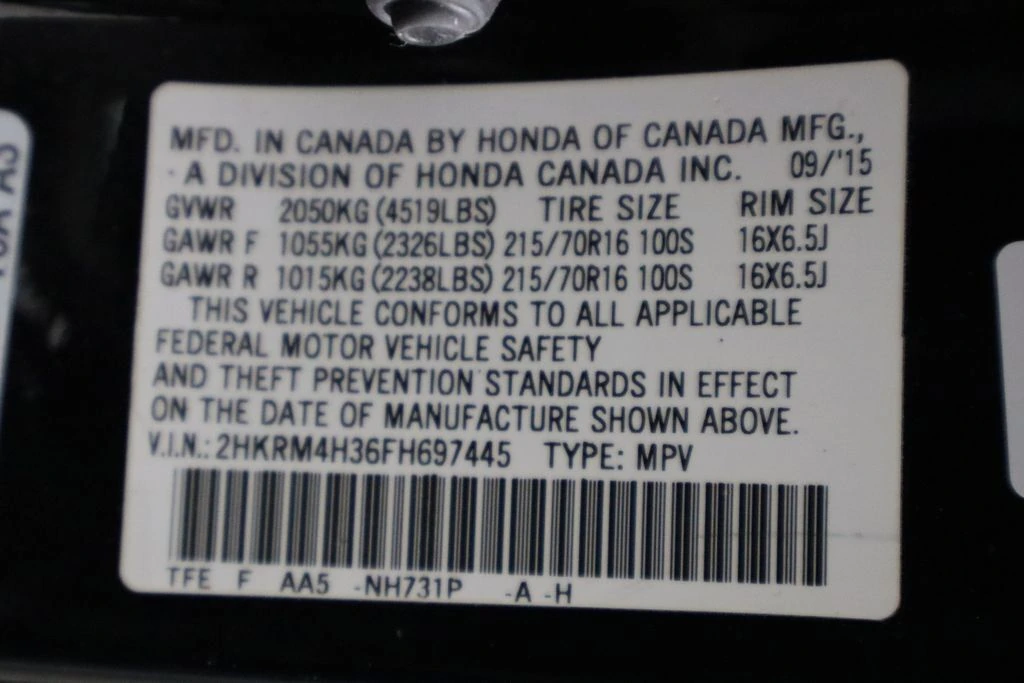 MFD. IN CANADA BY HONDA OF CANADA MFG.,
A DIVISION OF HONDA CANADA INC. 09/'15
GVWR 2050KG (4519LBS) TIRE SIZE RIM SIZE
GAWR F 1055KG (2326LBS) 215/70R16 100S 16X6.5J
GAWR R 1015KG (2238LBS) 215/70R16 100S 16X6.5J
THIS VEHICLE CONFORMS TO ALL APPLICABLE
FEDERAL MOTOR VEHICLE SAFETY
AND THEFT PREVENTION STANDARDS IN EFFECT
ON THE DATE OF MANUFACTURE SHOWN ABOVE.
V.I.N.: 2HKRM4H36FH697445 TYPE: MPV
TFE F AA5 -NH731P -A -H